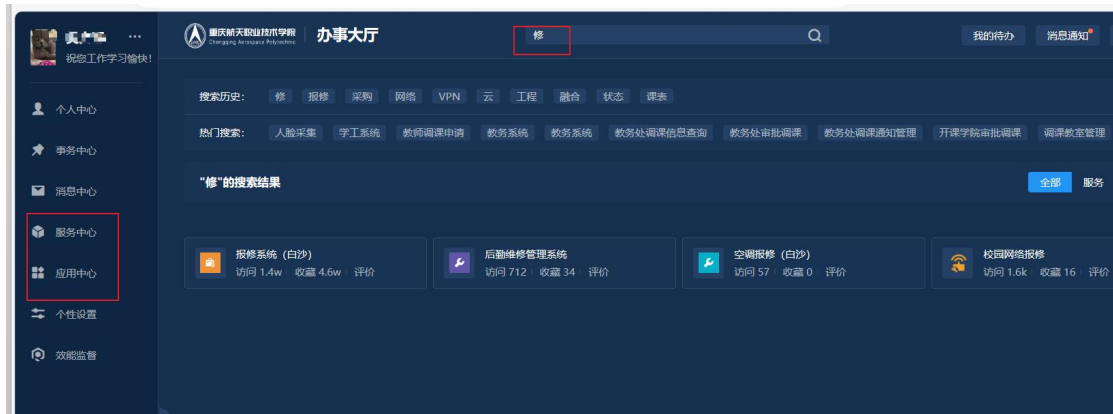 祝您工作学习愉快!
重庆航天职业技术学院
Chongqing Aerospace Polytechnic
办事大厅
修
我的待办 消息通知
个人中心
事务中心
消息中心
服务中心
应用中心
个性设置
效能监督
搜索历史: 修 报修 采购 网络 VPN 云 工程 融合 状态 课表
热门搜索: 人脸采集 学工系统 教师调课申请 教务系统 教务系统 教务处调课信息查询 教务处审批调课 教务处调课通知管理 开课学院审批调课 调课教室管理
"修"的搜索结果
全部 服务
报修系统 (白沙)
访问 1.4w 收藏 4.6w 评价
后勤维修管理系统
访问 712 收藏 34 评价
空调报修 (白沙)
访问 57 收藏 0 评价
校园网络报修
访问 1.6k 收藏 16 评价